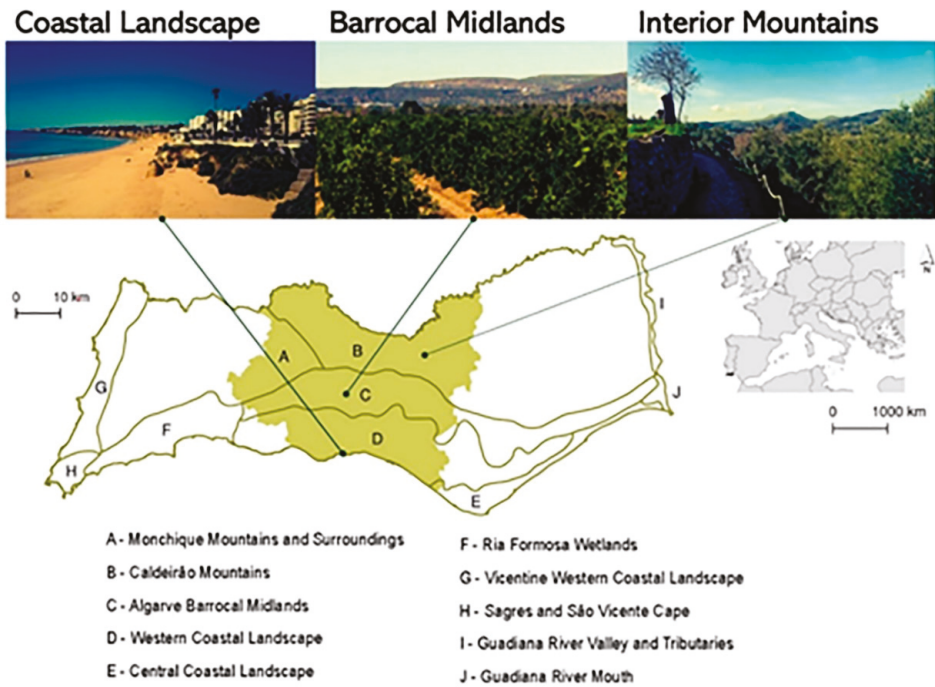 Coastal Landscape
Barrocal Midlands
Interior Mountains
0 10 km
N
A
B
C
D
E
F
G
H
I
J
0 1000 km
A - Monchique Mountains and Surroundings
B - Caldeirão Mountains
C - Algarve Barrocal Midlands
D - Western Coastal Landscape
E - Central Coastal Landscape
F - Ria Formosa Wetlands
G - Vicentine Western Coastal Landscape
H - Sagres and São Vicente Cape
I - Guadiana River Valley and Tributaries
J - Guadiana River Mouth